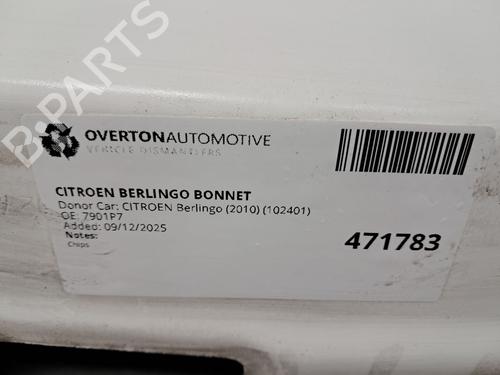 B-PARTS
OVERTONAUTOMOTIVE
VEHICLE DISMANTLERS
CITROEN BERLINGO BONNET
Donor Car: CITROEN Berlingo (2010) (102401)
OE: 7901P7
Added: 09/12/2025
Notes:
Chips
471783